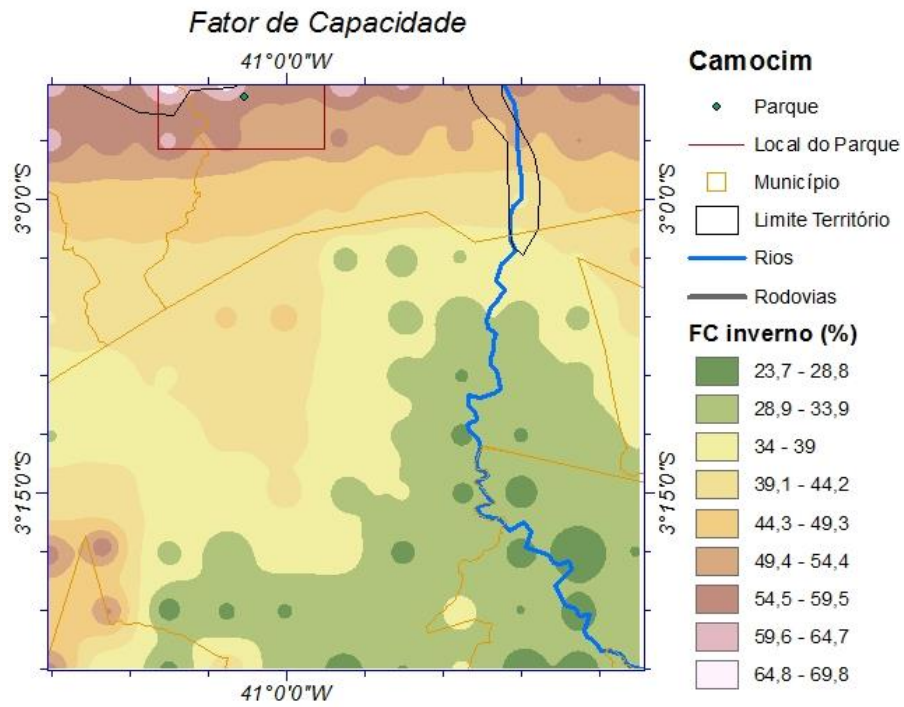 Fator de Capacidade
41°0'0"W
3°0'0"S
3°0'0"S
3°15'0"S
3°15'0"S
41°0'0"W
Camocim
Parque
Local do Parque
Município
Limite Território
Rios
Rodovias
FC inverno (%)
23,7 - 28,8
28,9 - 33,9
34 - 39
39,1 - 44,2
44,3 - 49,3
49,4 - 54,4
54,5 - 59,5
59,6 - 64,7
64,8 - 69,8